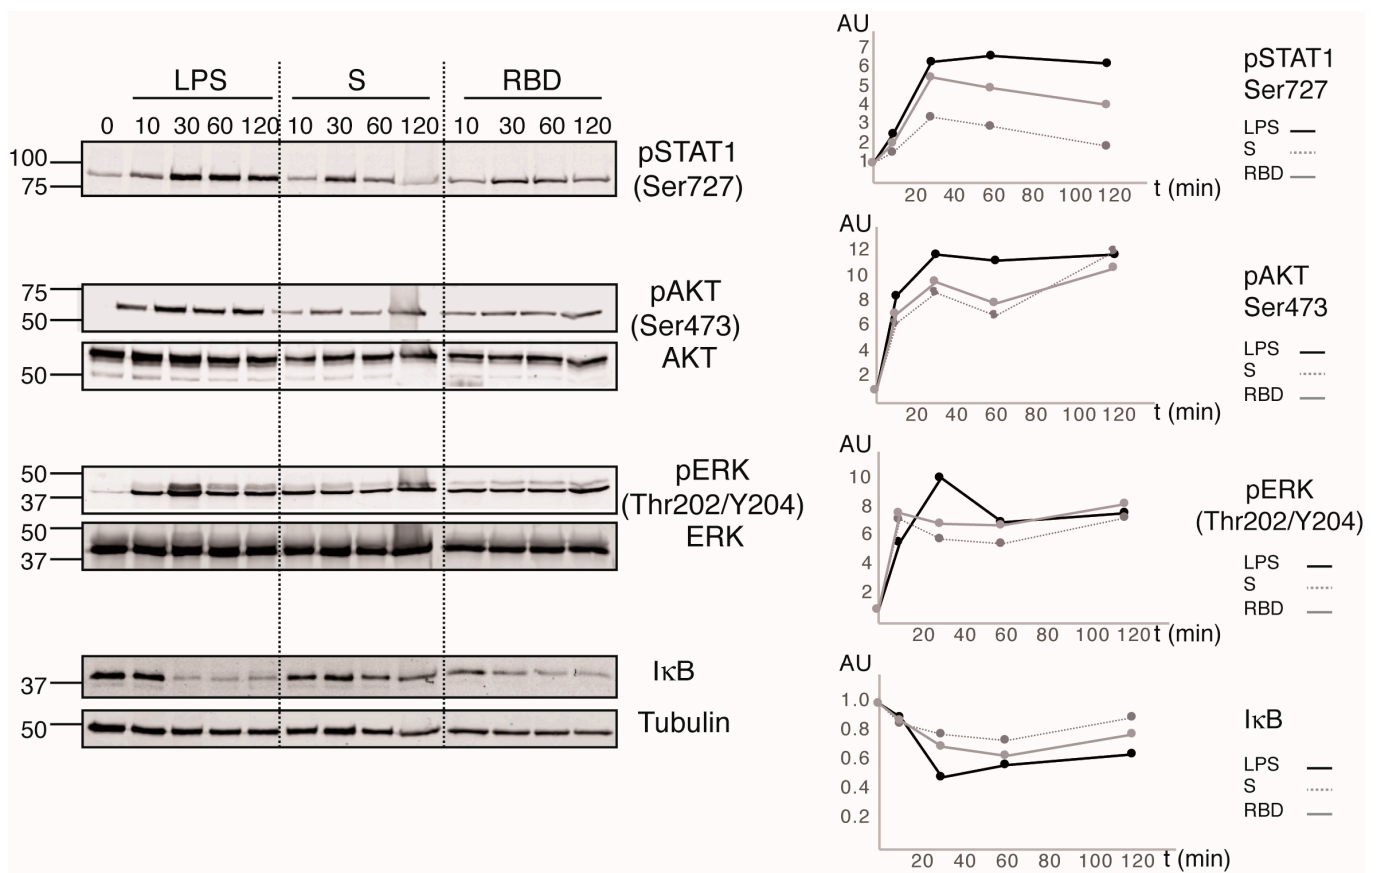 LPS S RBD
0 10 30 60 120 10 30 60 120 10 30 60 120
100
75
pSTAT1
(Ser727)
75
50
pAKT
(Ser473)
50
AKT
50
37
pERK
(Thr202/Y204)
50
37
ERK
37
IκB
50
Tubulin
AU
7
6
5
4
3
2
1
20 40 60 80 100 120 t (min)
pSTAT1
Ser727
LPS
S
RBD
AU
12
10
8
6
4
2
20 40 60 80 100 120 t (min)
pAKT
Ser473
LPS
S
RBD
AU
10
8
6
4
2
20 40 60 80 100 120 t (min)
pERK
(Thr202/Y204)
LPS
S
RBD
AU
1.0
0.8
0.6
0.4
0.2
20 40 60 80 100 120 t (min)
IκB
LPS
S
RBD